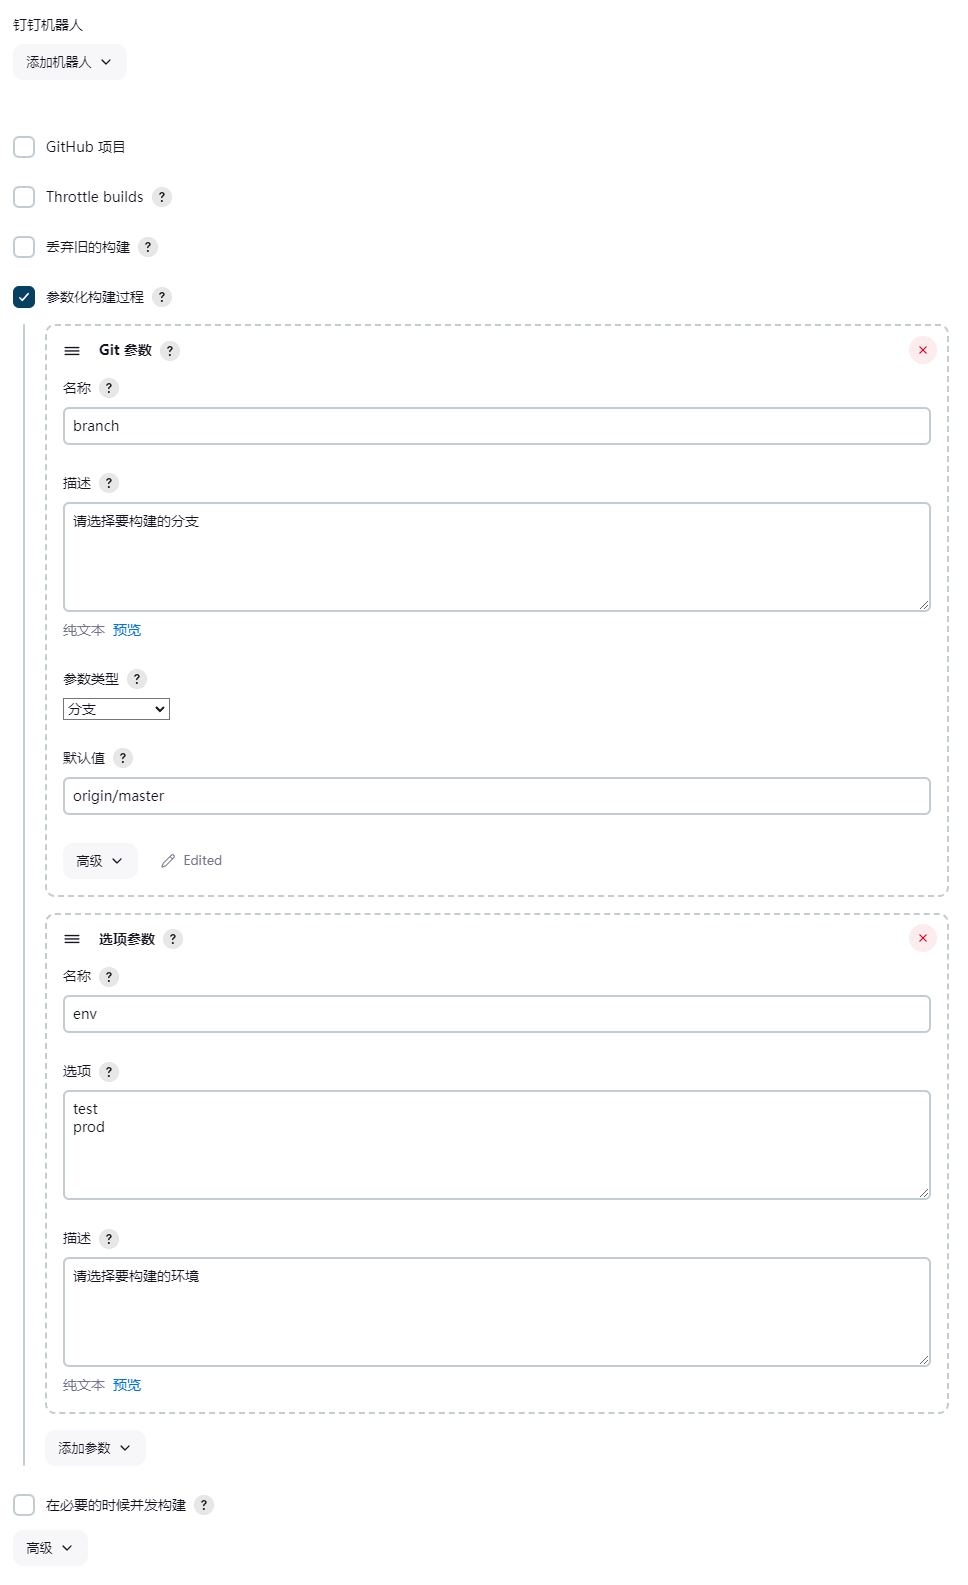 钉钉机器人
添加机器人
GitHub 项目
Throttle builds ?
丢弃旧的构建 ?
参数化构建过程 ?
Git 参数 ?
名称 ?
branch
描述 ?
请选择要构建的分支
纯文本 预览
参数类型 ?
分支
默认值 ?
origin/master
高级 Edited
选项参数 ?
名称 ?
env
选项 ?
test
prod
描述 ?
请选择要构建的环境
纯文本 预览
添加参数
在必要的时候并发构建 ?
高级